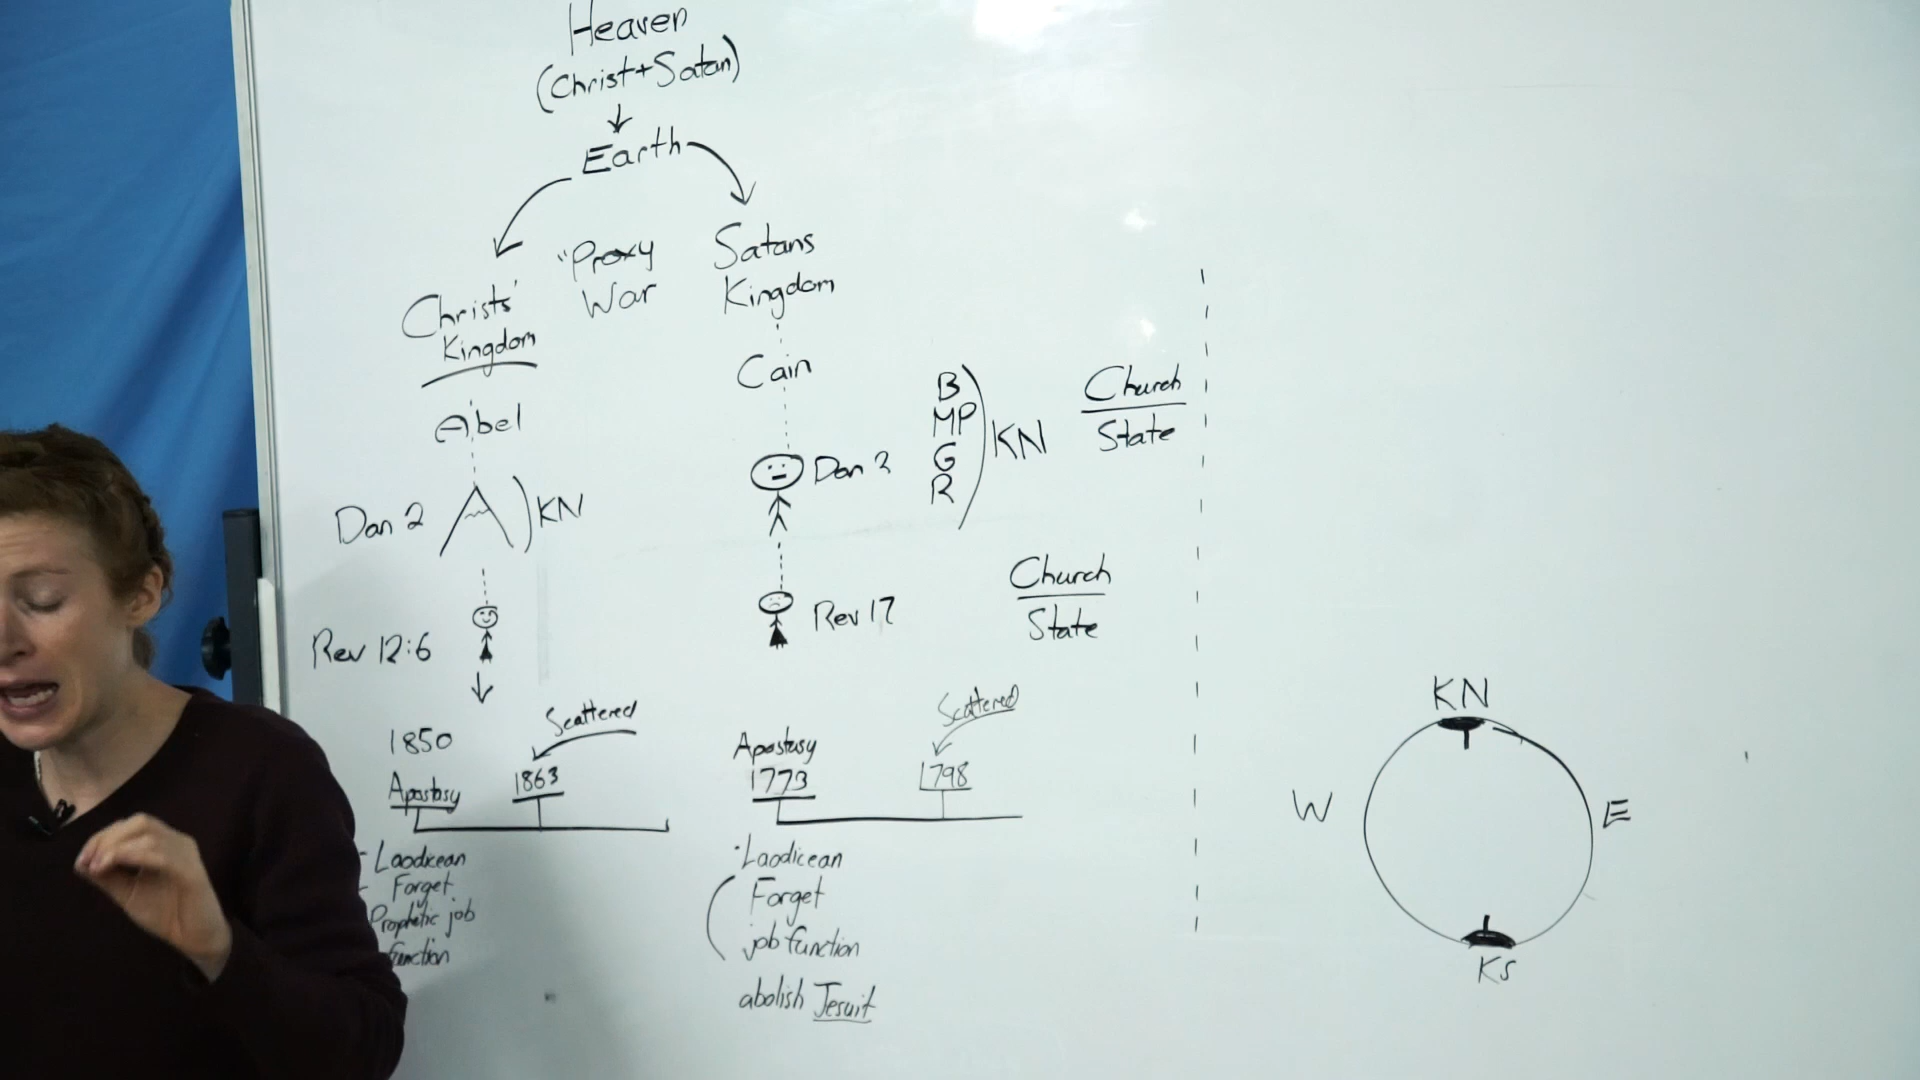 Heaven
(Christ+Satan)
Earth
"Proxy
War
Satans
Kingdom
Christs'
Kingdom
Cain
Abel
B
MP
G
R
KN
Church
State
Dan 2
KN
Dan 2
Church
State
Rev 12:6
Rev 17
Scattered
1850
Apostasy
1863
Scattered
Apostasy
1773
1798
- Laodicean
- Forget
Prophetic job
function
·Laodicean
Forget
job function
abolish Jesuit
KN
W
E
KS